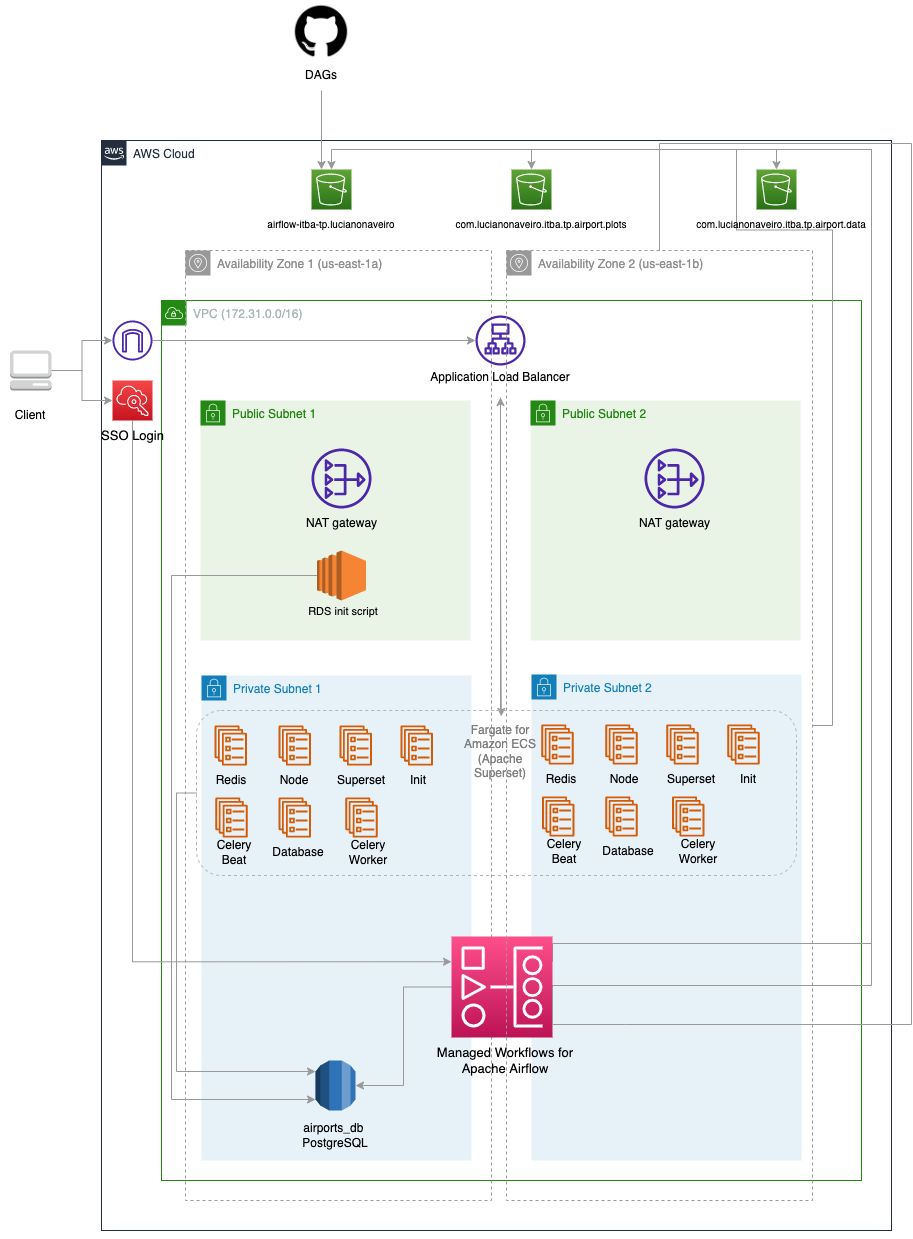 DAGs
aws
AWS Cloud
airflow-itba-tp.lucianonaveiro
com.lucianonaveiro.itba.tp.airport.plots
com.lucianonaveiro.itba.tp.airport.data
Availability Zone 1 (us-east-1a)
Availability Zone 2 (us-east-1b)
VPC (172.31.0.0/16)
Client
SSO Login
Application Load Balancer
Public Subnet 1
Public Subnet 2
NAT gateway
NAT gateway
RDS init script
Private Subnet 1
Private Subnet 2
Fargate for
Amazon ECS
(Apache
Superset)
Redis
Node
Superset
Init
Redis
Node
Superset
Init
Celery
Beat
Database
Celery
Worker
Celery
Beat
Database
Celery
Worker
Managed Workflows for
Apache Airflow
airports_db
PostgreSQL